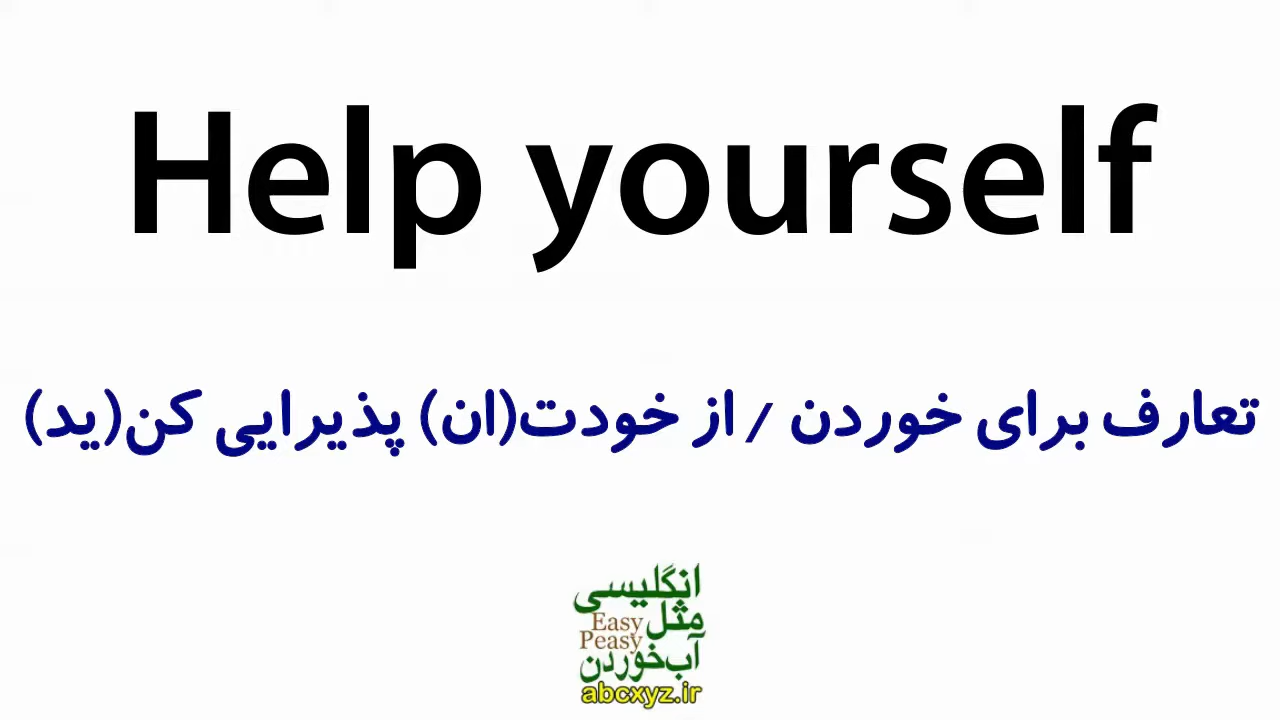 Help yourself
تعارف برای خوردن / از خودت(ان) پذیرایی کن(ید)
انگلیسی
مثل
Easy
Peasy
آب‌خوردن
abcxyz.ir